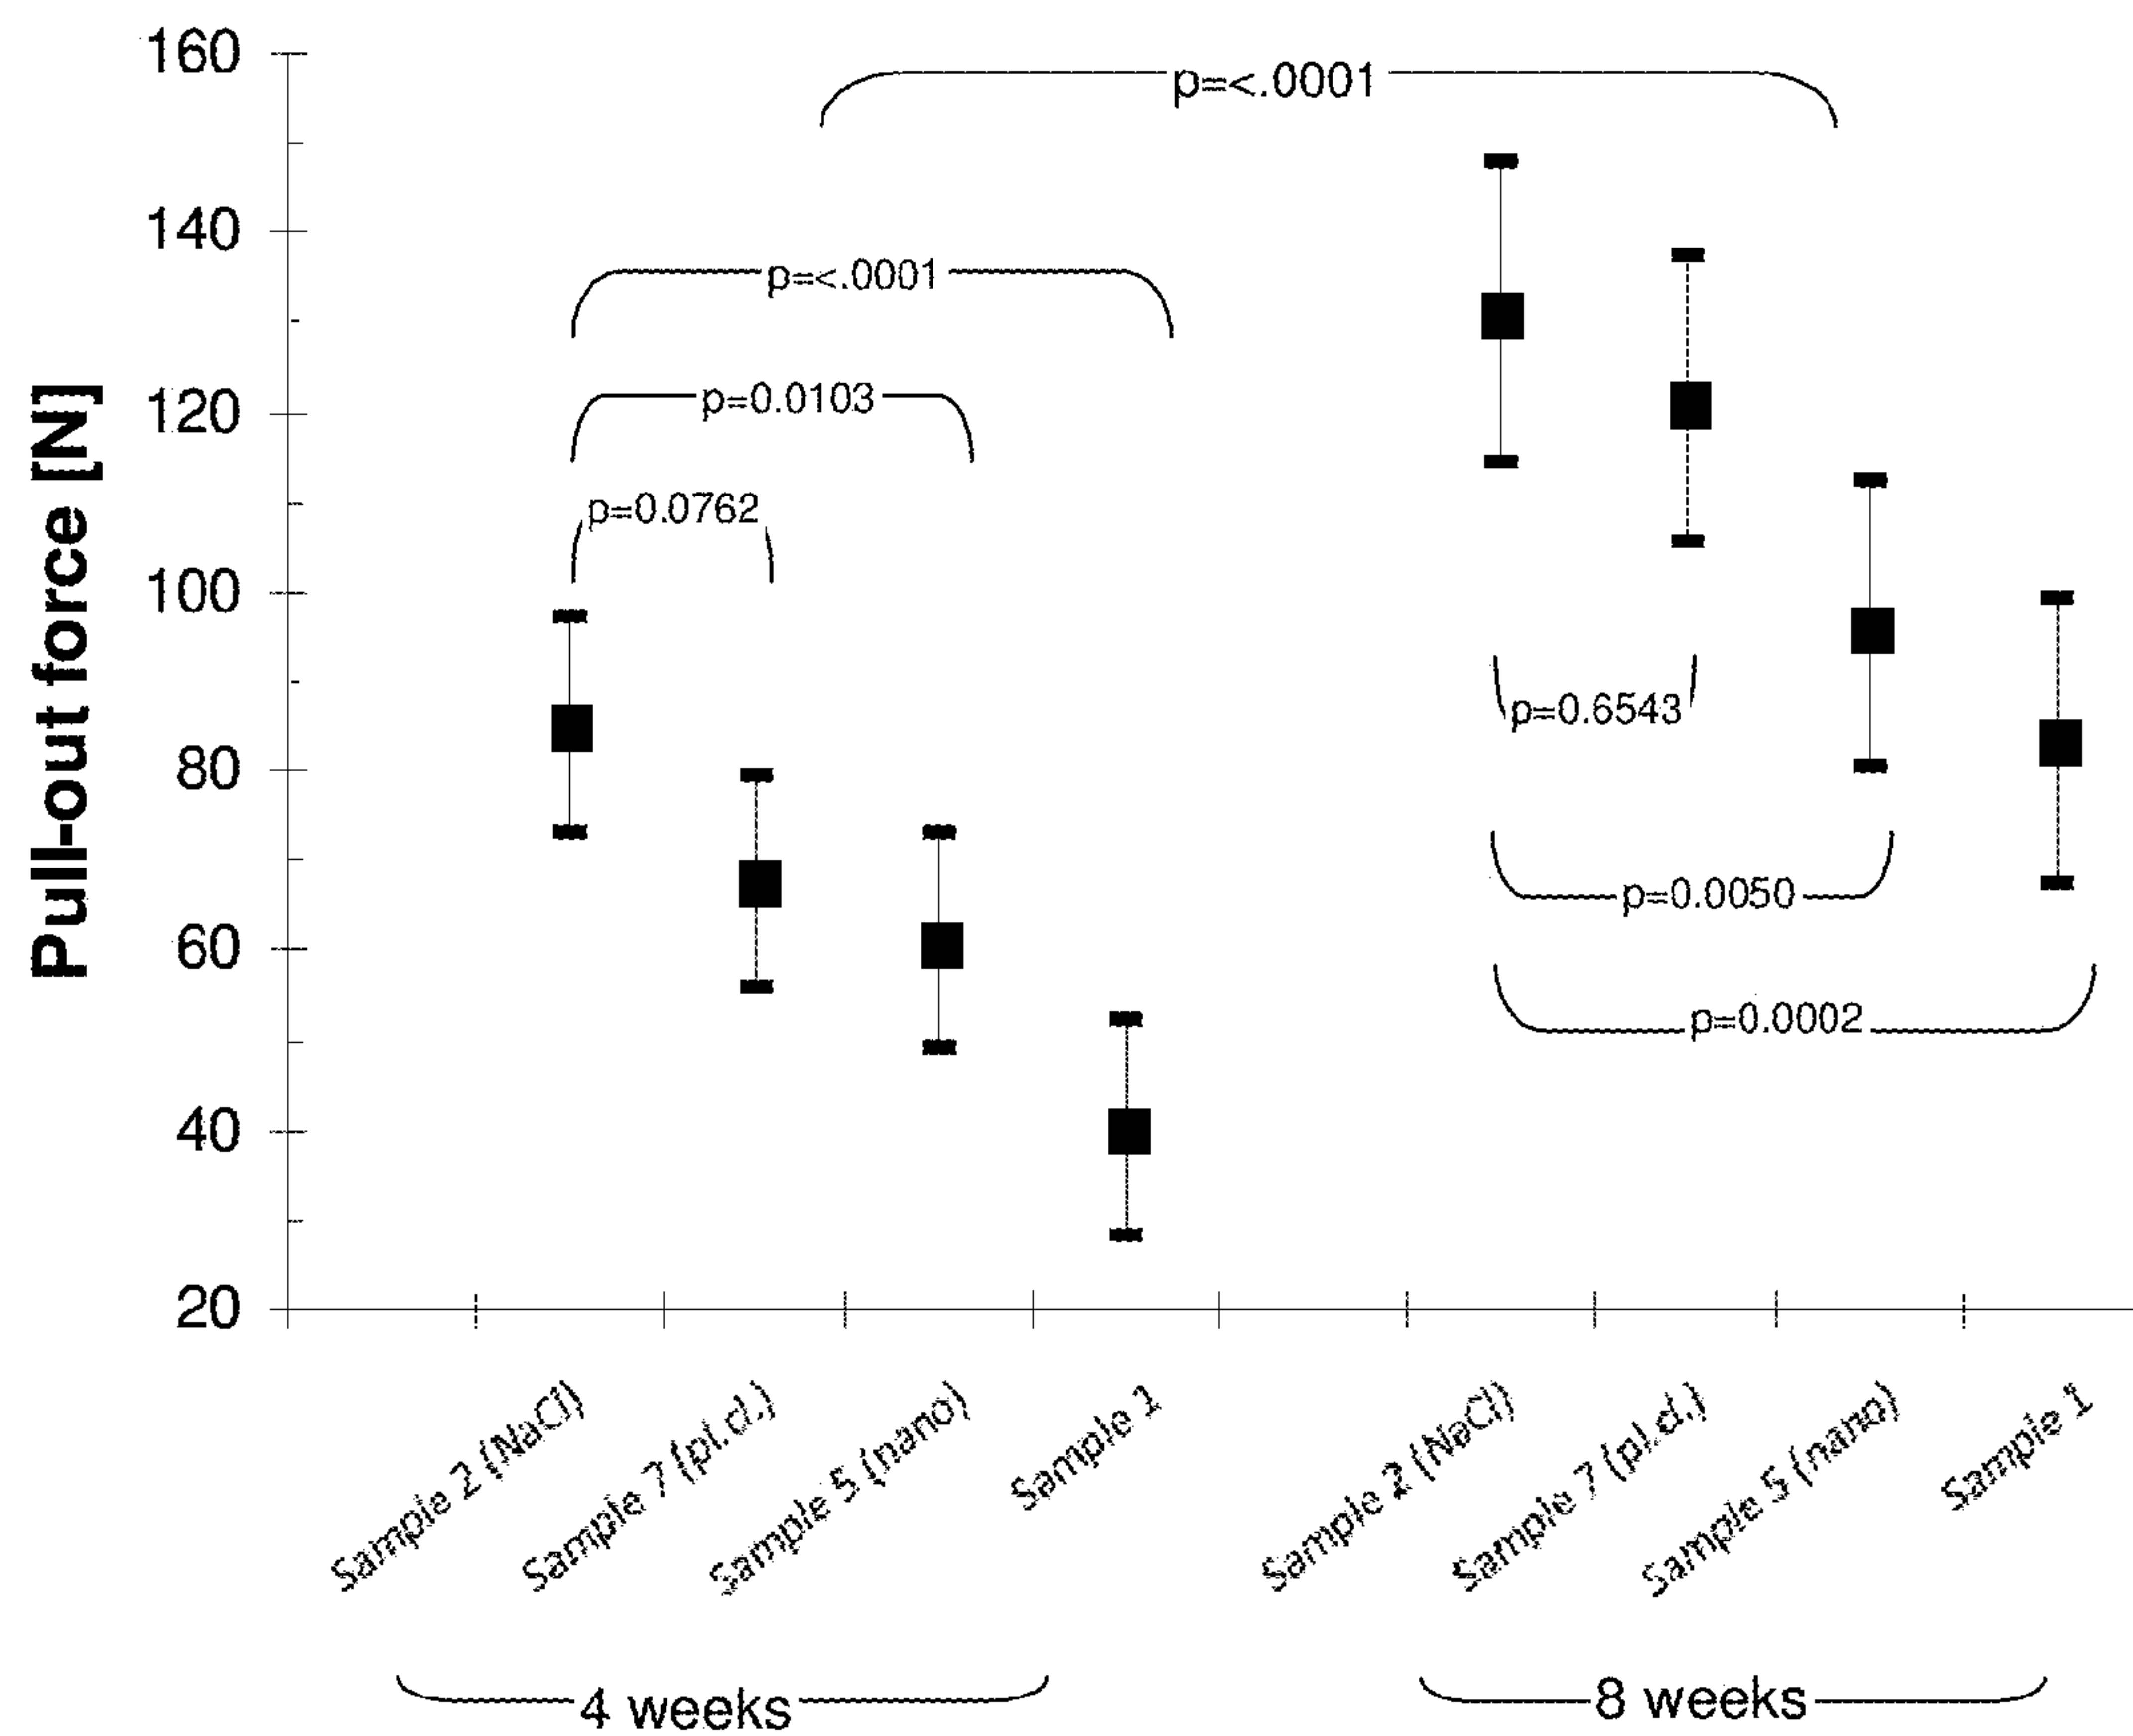 160
p=<.0001
140
p=<.0001
120
p=0.0103
p=0.0762
100
p=0.6543
80
p=0.0050
60
p=0.0002
40
20
Pull-out force [N]
Sample 2 (NaCl)
Sample 7 (pl.cl.)
Sample 5 (nano)
Sample 1
Sample 2 (NaCl)
Sample 7 (pl.cl.)
Sample 5 (nano)
Sample 1
4 weeks
8 weeks